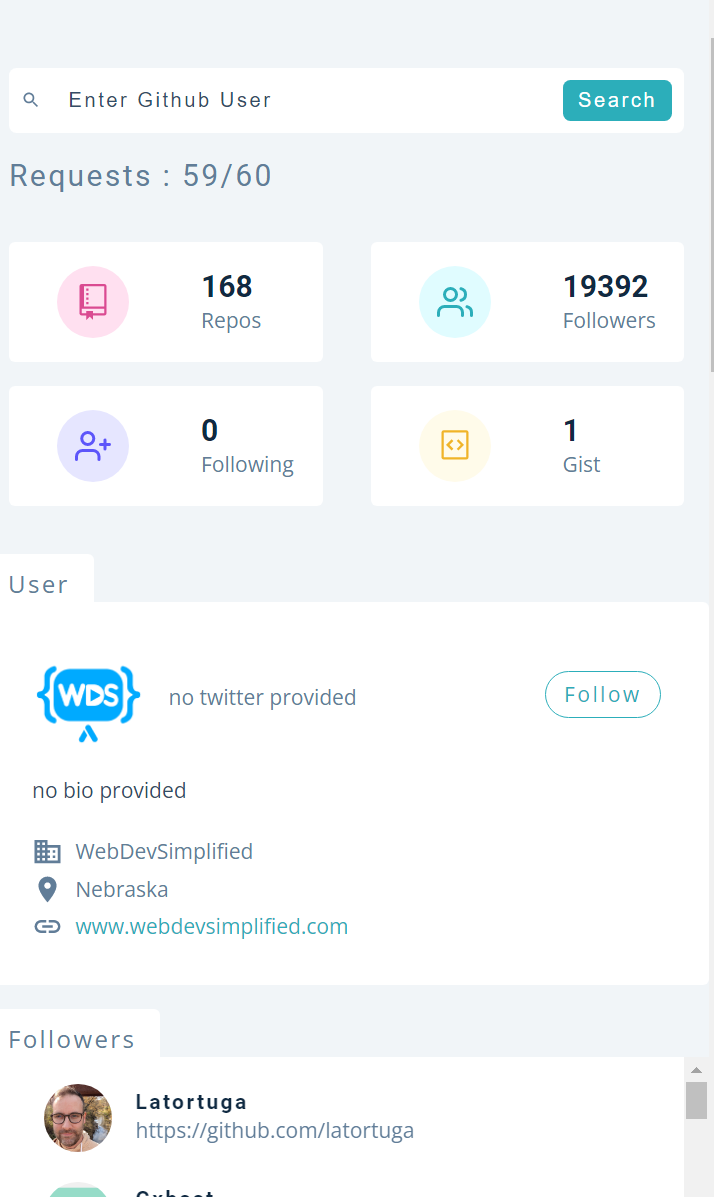 Enter Github User
Search
Requests : 59/60
168
Repos
19392
Followers
0
Following
1
Gist
User
WDS
no twitter provided
Follow
no bio provided
WebDevSimplified
Nebraska
www.webdevsimplified.com
Followers
Latortuga
https://github.com/latortuga